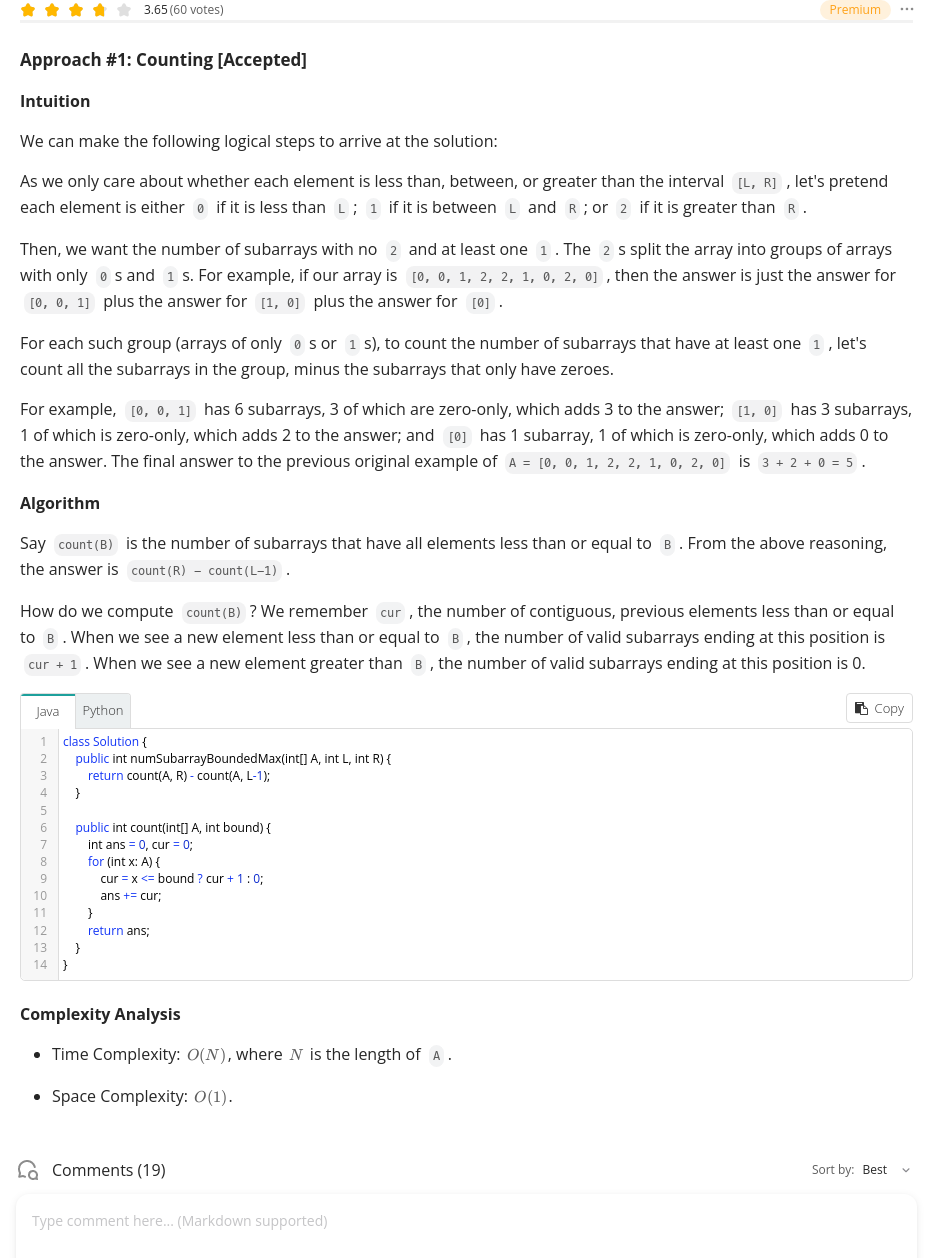 3.65 (60 votes)
Premium
Approach #1: Counting [Accepted]
Intuition
We can make the following logical steps to arrive at the solution:
As we only care about whether each element is less than, between, or greater than the interval [L, R] , let's pretend
each element is either 0 if it is less than L ; 1 if it is between L and R ; or 2 if it is greater than R .
Then, we want the number of subarrays with no 2 and at least one 1 . The 2 s split the array into groups of arrays
with only 0 s and 1 s. For example, if our array is [0, 0, 1, 2, 2, 1, 0, 2, 0] , then the answer is just the answer for
[0, 0, 1] plus the answer for [1, 0] plus the answer for [0] .
For each such group (arrays of only 0 s or 1 s), to count the number of subarrays that have at least one 1 , let's
count all the subarrays in the group, minus the subarrays that only have zeroes.
For example, [0, 0, 1] has 6 subarrays, 3 of which are zero-only, which adds 3 to the answer; [1, 0] has 3 subarrays,
1 of which is zero-only, which adds 2 to the answer; and [0] has 1 subarray, 1 of which is zero-only, which adds 0 to
the answer. The final answer to the previous original example of A = [0, 0, 1, 2, 2, 1, 0, 2, 0] is 3 + 2 + 0 = 5 .
Algorithm
Say count(B) is the number of subarrays that have all elements less than or equal to B . From the above reasoning,
the answer is count(R) − count(L−1) .
How do we compute count(B) ? We remember cur , the number of contiguous, previous elements less than or equal
to B . When we see a new element less than or equal to B , the number of valid subarrays ending at this position is
cur + 1 . When we see a new element greater than B , the number of valid subarrays ending at this position is 0.
Java Python Copy
1 class Solution {
2 public int numSubarrayBoundedMax(int[] A, int L, int R) {
3 return count(A, R) - count(A, L-1);
4 }
5
6 public int count(int[] A, int bound) {
7 int ans = 0, cur = 0;
8 for (int x: A) {
9 cur = x <= bound ? cur + 1 : 0;
10 ans += cur;
11 }
12 return ans;
13 }
14 }
Complexity Analysis
• Time Complexity: O(N), where N is the length of A .
• Space Complexity: O(1).
Comments (19) Sort by: Best
Type comment here... (Markdown supported)